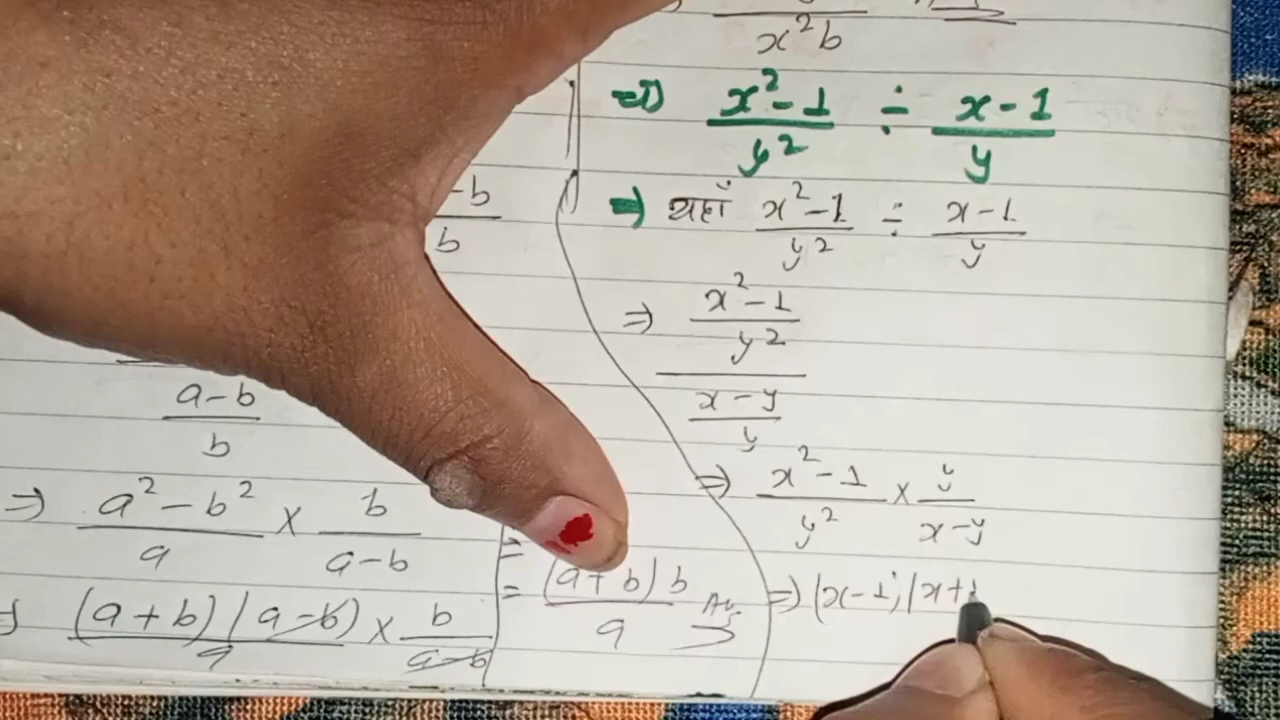 -b
b
a-b
b
⇒ a² - b² × b
a a-b
(a+b)(a-b) × b
a a-b
=
= (a+b) b
a
x²b
⇒ x²-1 ÷ x-1
y² y
⇒ यहाँ x²-1 ÷ x-1
y² y
⇒ x²-1
y²
x-y
y
⇒ x²-1 × y
y² x-y
⇒ (x-1)(x+1